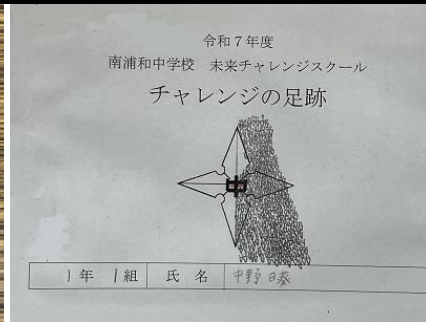 令和7年度
南浦和中学校 未来チャレンジスクール
チャレンジの足跡
中
1年 1組 氏名 中野 日葵